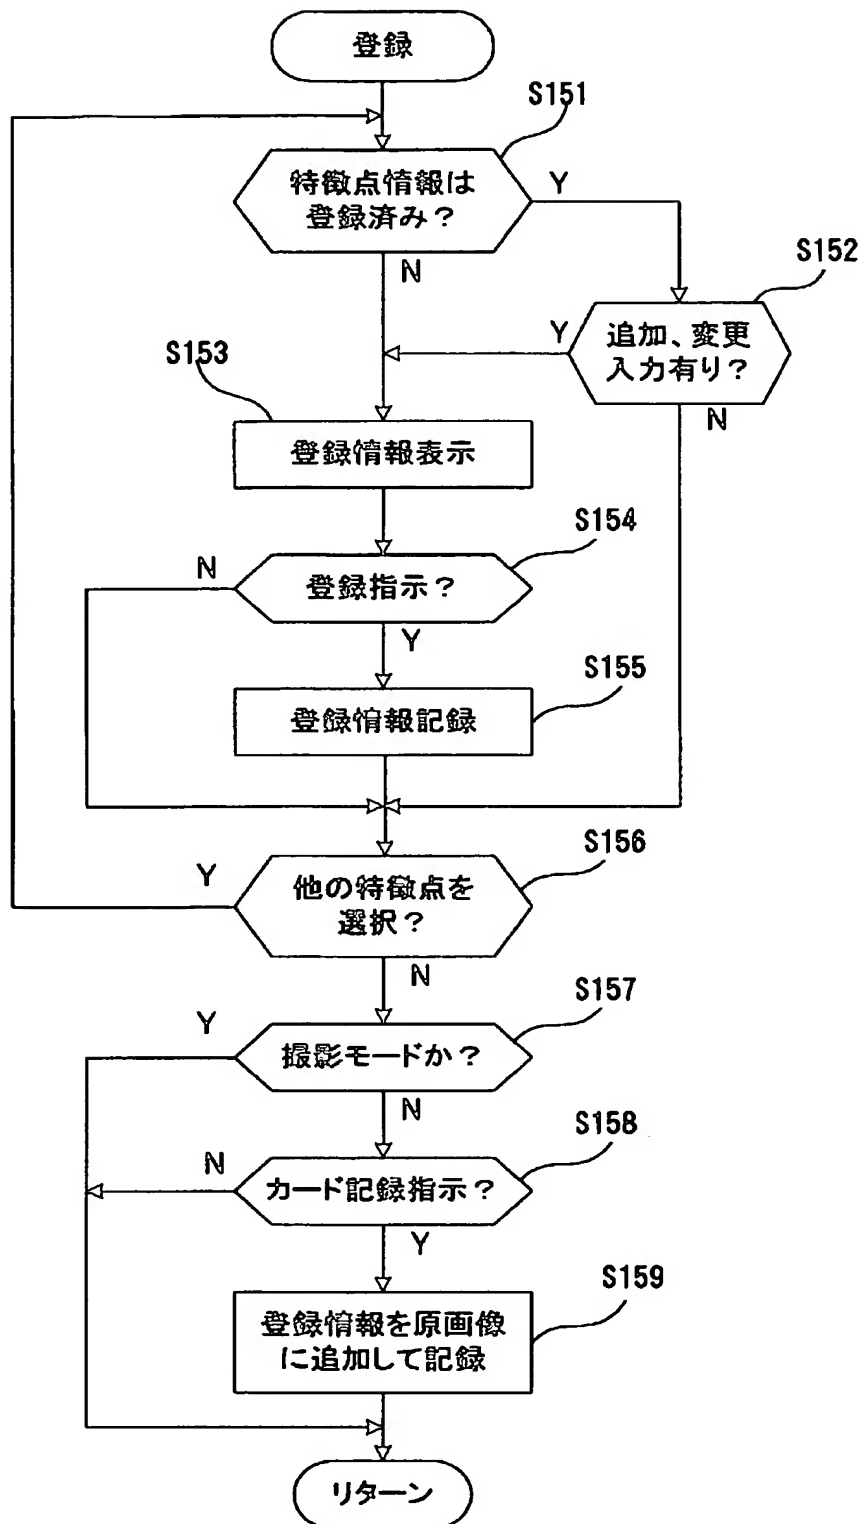 登録
S151
特徴点情報は
登録済み？
Y
N
S152
追加、変更
入力有り？
Y
N
S153
登録情報表示
S154
登録指示？
N
Y
S155
登録情報記録
S156
他の特徴点を
選択？
Y
N
S157
撮影モードか？
Y
N
S158
カード記録指示？
N
Y
S159
登録情報を原画像
に追加して記録
リターン